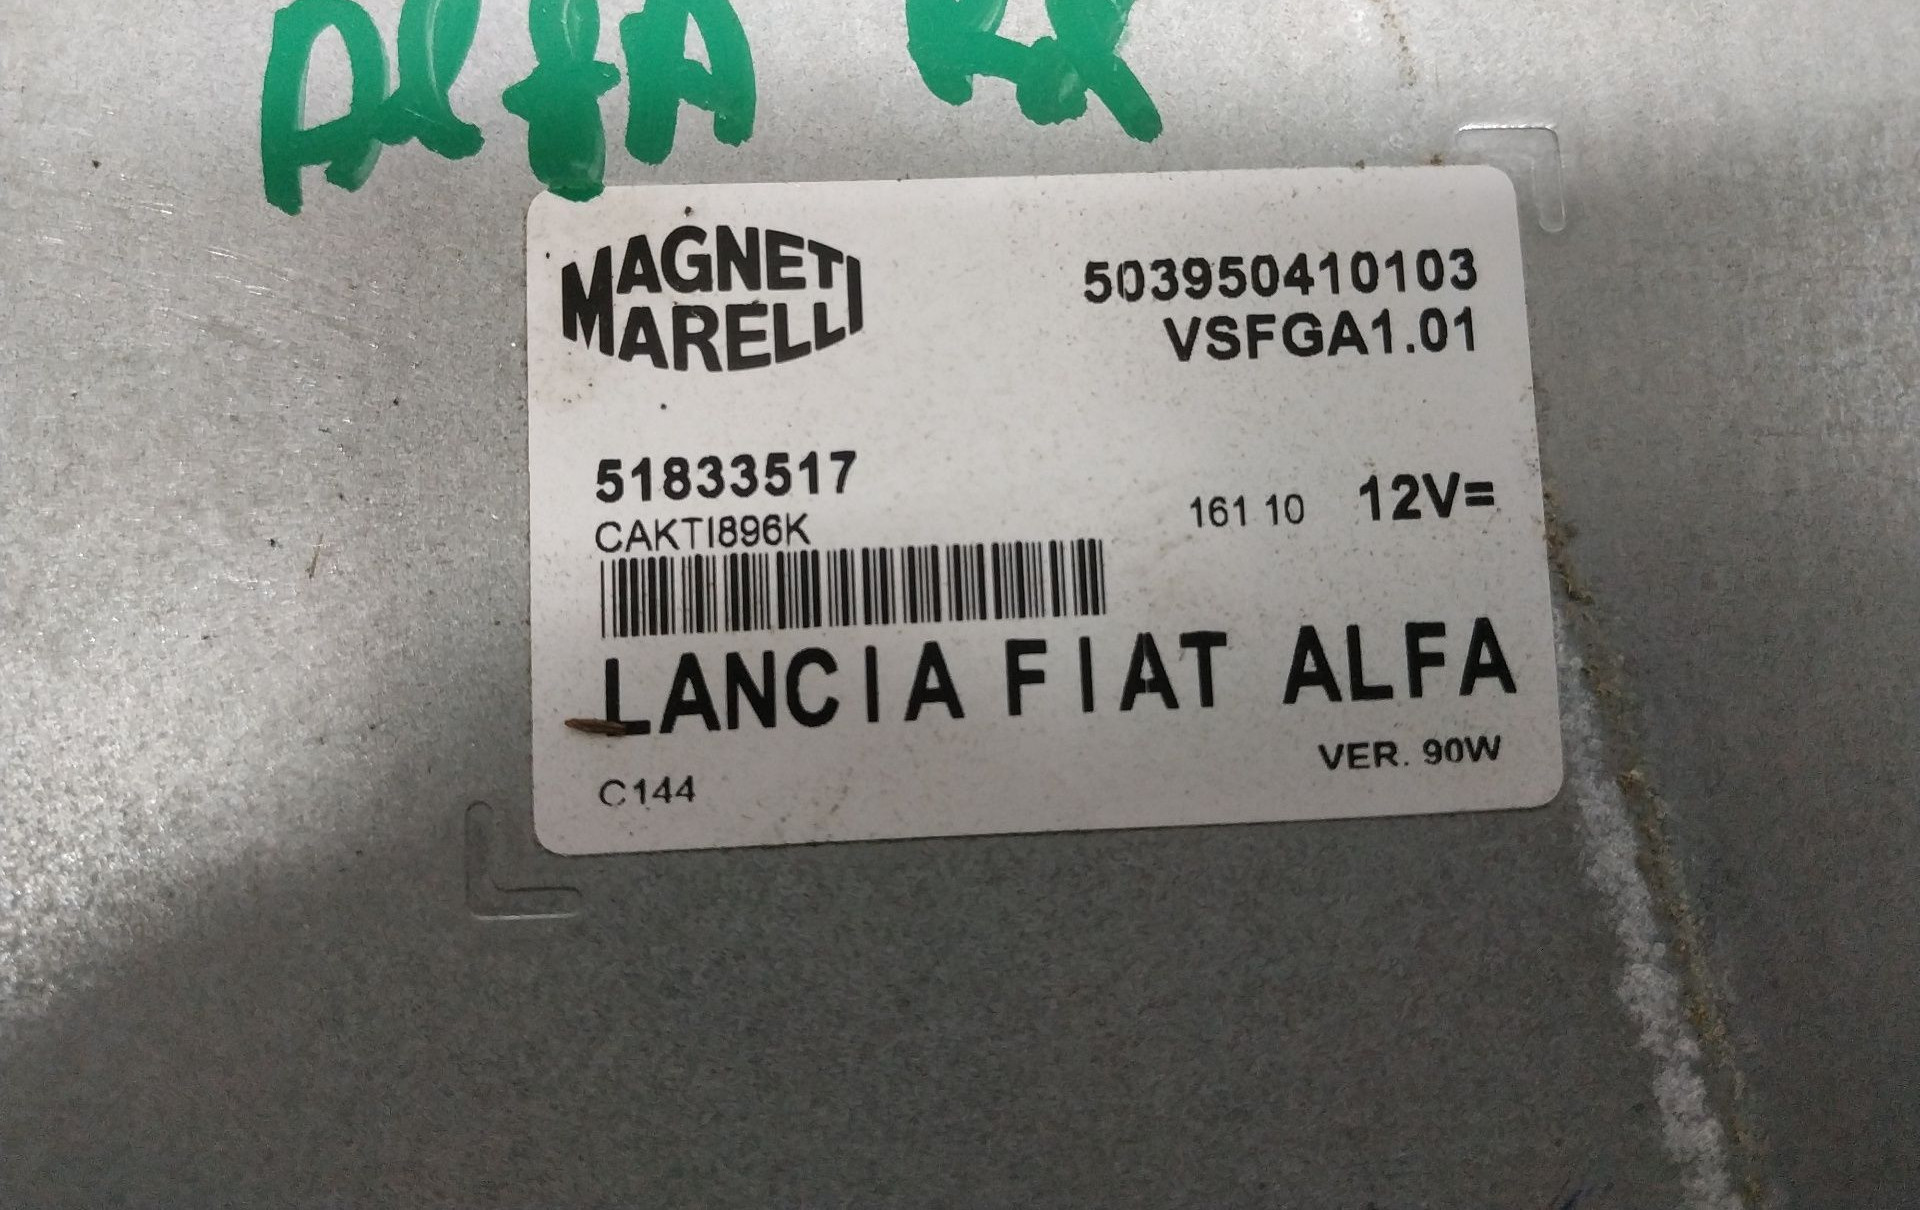 Alfa
MAGNETI
MARELLI
503950410103
VSFGA1.01
51833517
CAKTI896K
161 10 12V=
LANCIA FIAT ALFA
VER. 90W
C144